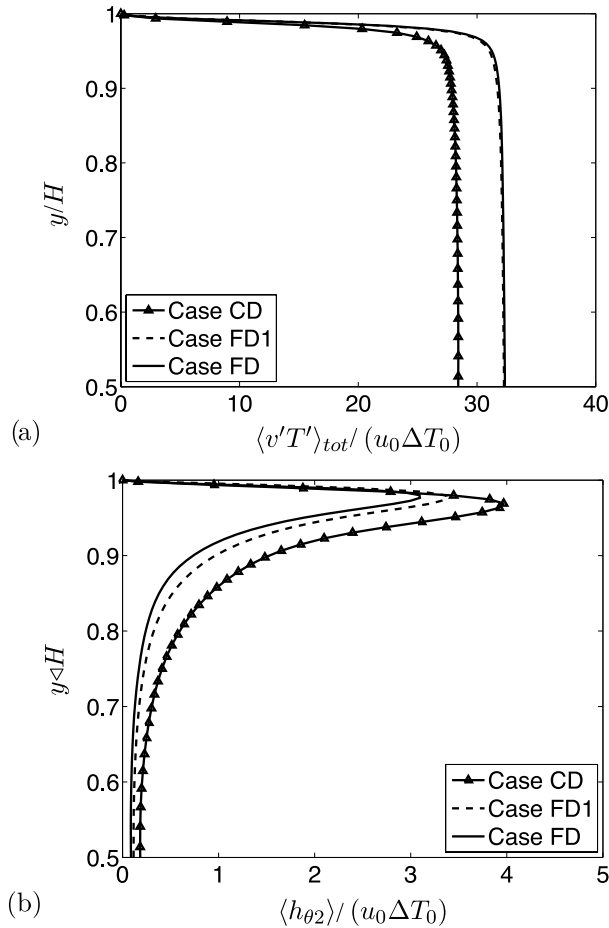 1
0.9
0.8
y/H
0.7
0.6
0.5
Case CD
Case FD1
Case FD
0 10 20 30 40
(a)
⟨v′T′⟩tot/ (u0ΔT0)
1
0.9
0.8
y◁H
0.7
0.6
0.5
Case CD
Case FD1
Case FD
0 1 2 3 4 5
(b)
⟨hθ2⟩/ (u0ΔT0)